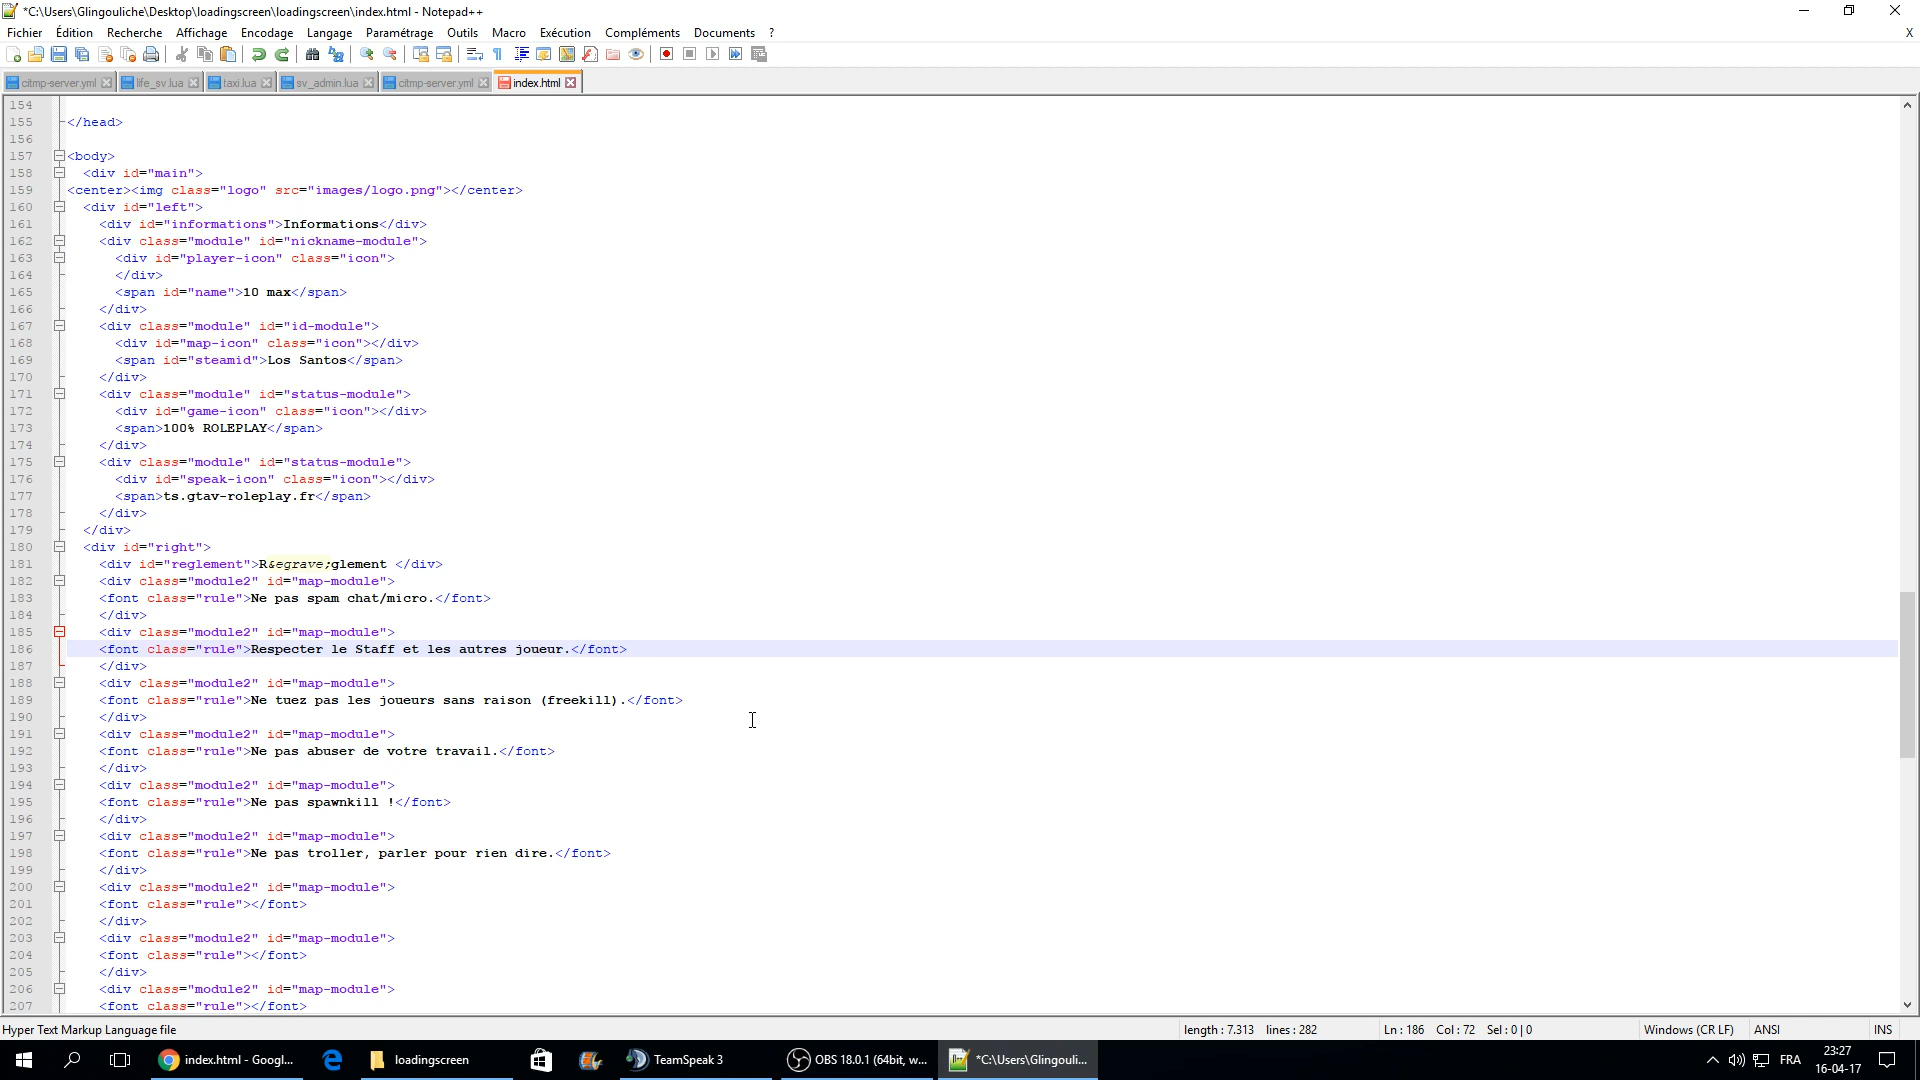 *C:\Users\Glingouliche\Desktop\loadingscreen\loadingscreen\index.html - Notepad++
Fichier Édition Recherche Affichage Encodage Langage Paramétrage Outils Macro Exécution Compléments Documents ? X
citmp-server.yml life_sv.lua taxi.lua sv_admin.lua citmp-server.yml index.html
154
155 </head>
156
157 <body>
158 <div id="main">
159 <center><img class="logo" src="images/logo.png"></center>
160 <div id="left">
161 <div id="informations">Informations</div>
162 <div class="module" id="nickname-module">
163 <div id="player-icon" class="icon">
164 </div>
165 <span id="name">10 max</span>
166 </div>
167 <div class="module" id="id-module">
168 <div id="map-icon" class="icon"></div>
169 <span id="steamid">Los Santos</span>
170 </div>
171 <div class="module" id="status-module">
172 <div id="game-icon" class="icon"></div>
173 <span>100% ROLEPLAY</span>
174 </div>
175 <div class="module" id="status-module">
176 <div id="speak-icon" class="icon"></div>
177 <span>ts.gtav-roleplay.fr</span>
178 </div>
179 </div>
180 <div id="right">
181 <div id="reglement">R&egrave;glement </div>
182 <div class="module2" id="map-module">
183 <font class="rule">Ne pas spam chat/micro.</font>
184 </div>
185 <div class="module2" id="map-module">
186 <font class="rule">Respecter le Staff et les autres joueur.</font>
187 </div>
188 <div class="module2" id="map-module">
189 <font class="rule">Ne tuez pas les joueurs sans raison (freekill).</font>
190 </div>
191 <div class="module2" id="map-module">
192 <font class="rule">Ne pas abuser de votre travail.</font>
193 </div>
194 <div class="module2" id="map-module">
195 <font class="rule">Ne pas spawnkill !</font>
196 </div>
197 <div class="module2" id="map-module">
198 <font class="rule">Ne pas troller, parler pour rien dire.</font>
199 </div>
200 <div class="module2" id="map-module">
201 <font class="rule"></font>
202 </div>
203 <div class="module2" id="map-module">
204 <font class="rule"></font>
205 </div>
206 <div class="module2" id="map-module">
207 <font class="rule"></font>
Hyper Text Markup Language file length : 7.313 lines : 282 Ln : 186 Col : 72 Sel : 0 | 0 Windows (CR LF) ANSI INS
index.html - Googl... loadingscreen TeamSpeak 3 OBS 18.0.1 (64bit, w... *C:\Users\Glingouli... FRA 23:27
16-04-17